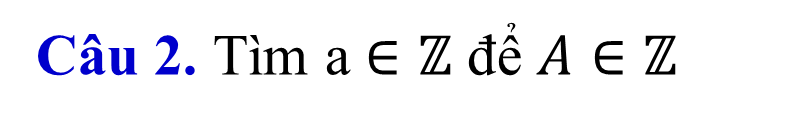 Câu 2. Tìm a ∈ ℤ để A ∈ ℤ